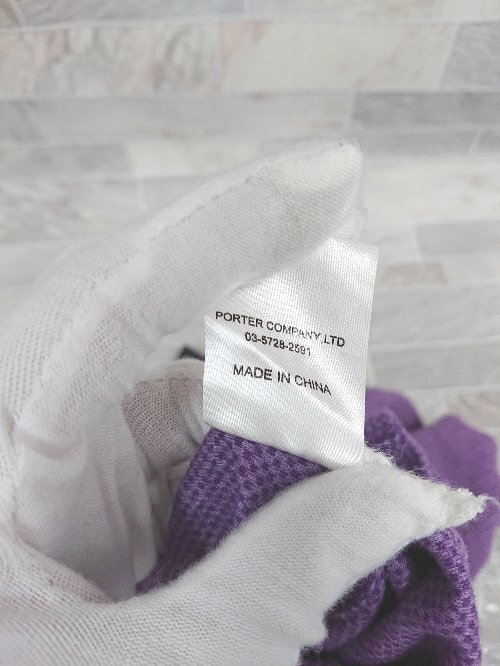 PORTER COMPANY,LTD
03-5728-2591
MADE IN CHINA